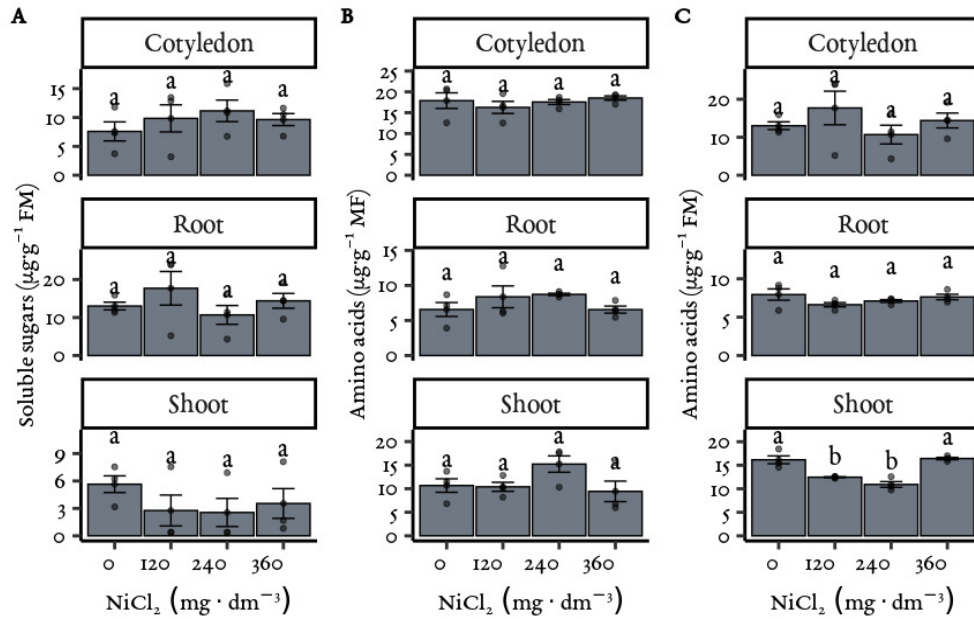 A
Cotyledon
15
10
5
0
a
a
a
a
Root
20
10
0
a
a
a
a
Shoot
9
6
3
0
a
a
a
a
0
120
240
360
Soluble sugars (µg·g⁻¹ FM)
NiCl₂ (mg · dm⁻³)
B
Cotyledon
25
20
15
10
5
0
a
a
a
a
Root
15
10
5
0
a
a
a
a
Shoot
20
15
10
5
0
a
a
a
a
0
120
240
360
Amino acids (µg·g⁻¹ MF)
NiCl₂ (mg · dm⁻³)
C
Cotyledon
20
10
0
a
a
a
a
Root
10
5
0
a
a
a
a
Shoot
20
15
10
5
0
a
b
b
a
0
120
240
360
Amino acids (µg·g⁻¹ FM)
NiCl₂ (mg · dm⁻³)